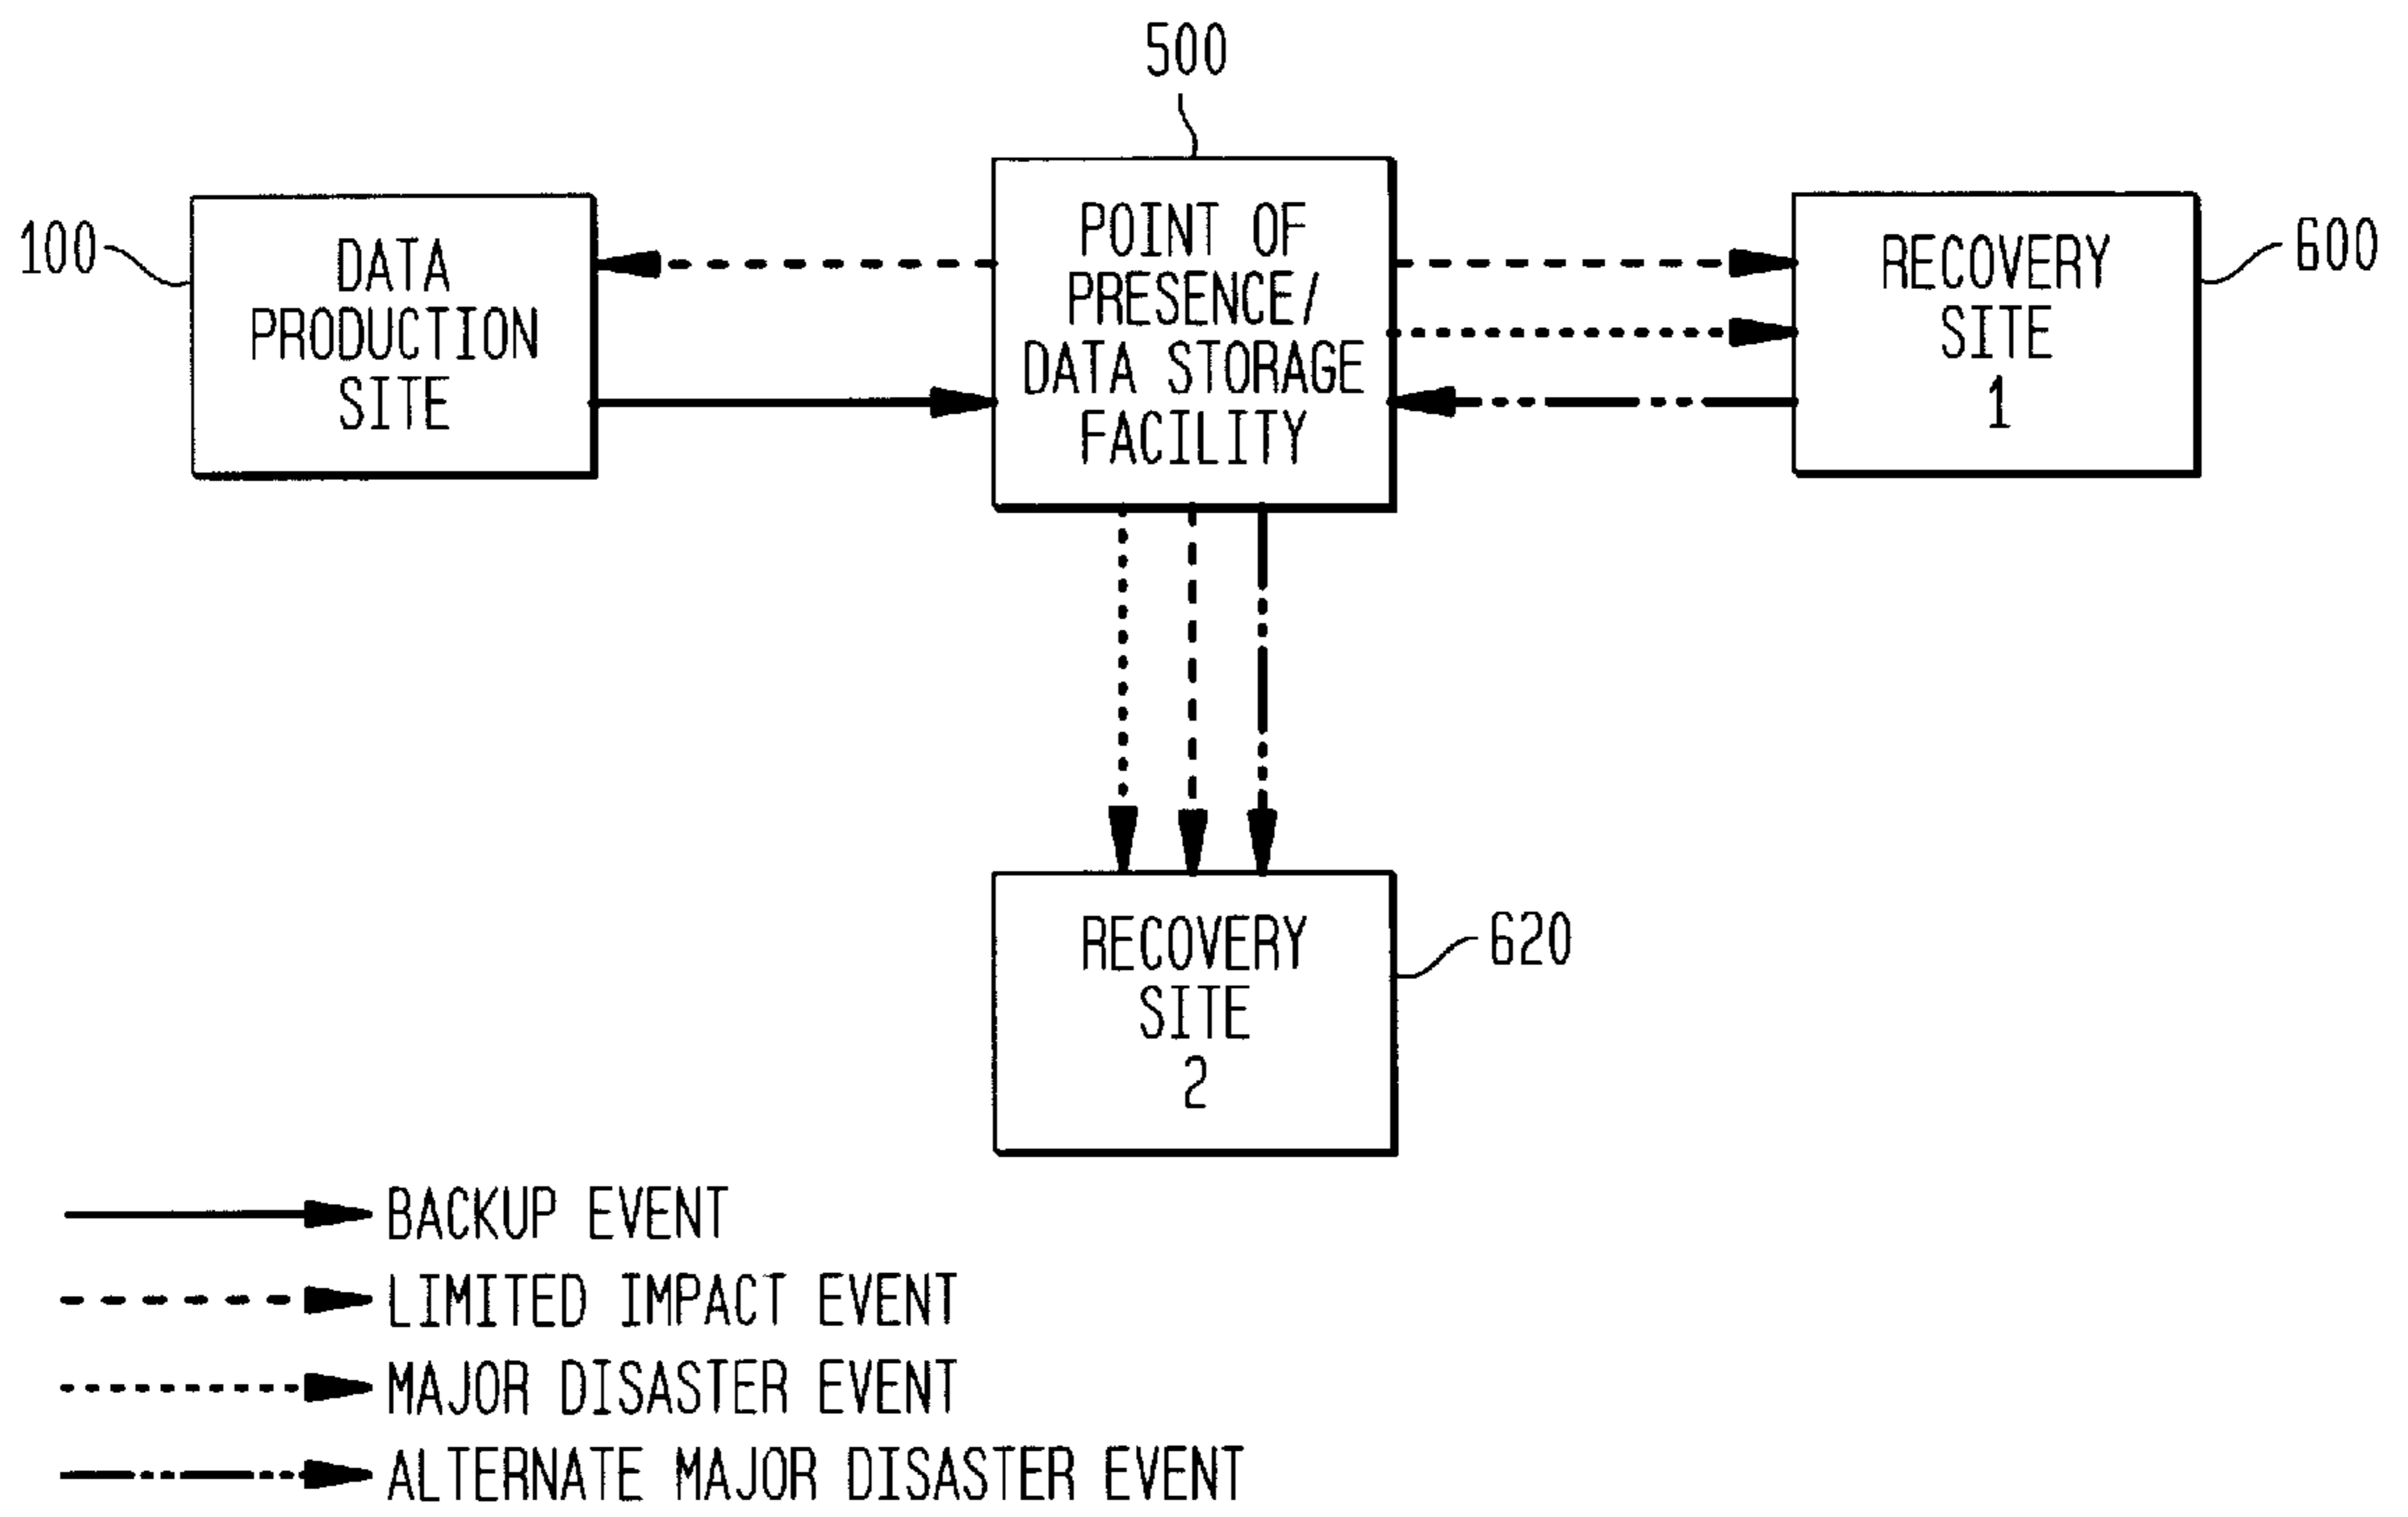 500
100
DATA
PRODUCTION
SITE
POINT OF
PRESENCE/
DATA STORAGE
FACILITY
RECOVERY
SITE
1
600
RECOVERY
SITE
2
620
BACKUP EVENT
LIMITED IMPACT EVENT
MAJOR DISASTER EVENT
ALTERNATE MAJOR DISASTER EVENT